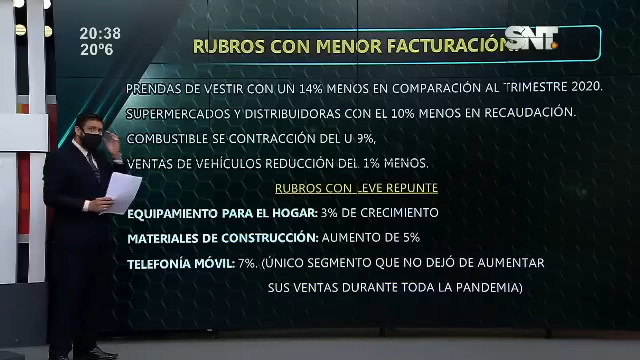 20:38
20°6
RUBROS CON MENOR FACTURACIÓN
SNT.
PRENDAS DE VESTIR CON UN 14% MENOS EN COMPARACIÓN AL TRIMESTRE 2020.
SUPERMERCADOS Y DISTRIBUIDORAS CON EL 10% MENOS EN RECAUDACIÓN.
COMBUSTIBLE SE CONTRACCIÓN DEL U 9%,
VENTAS DE VEHÍCULOS REDUCCIÓN DEL 1% MENOS.
RUBROS CON LEVE REPUNTE
EQUIPAMIENTO PARA EL HOGAR: 3% DE CRECIMIENTO
MATERIALES DE CONSTRUCCIÓN: AUMENTO DE 5%
TELEFONÍA MÓVIL: 7%. (ÚNICO SEGMENTO QUE NO DEJÓ DE AUMENTAR
SUS VENTAS DURANTE TODA LA PANDEMIA)